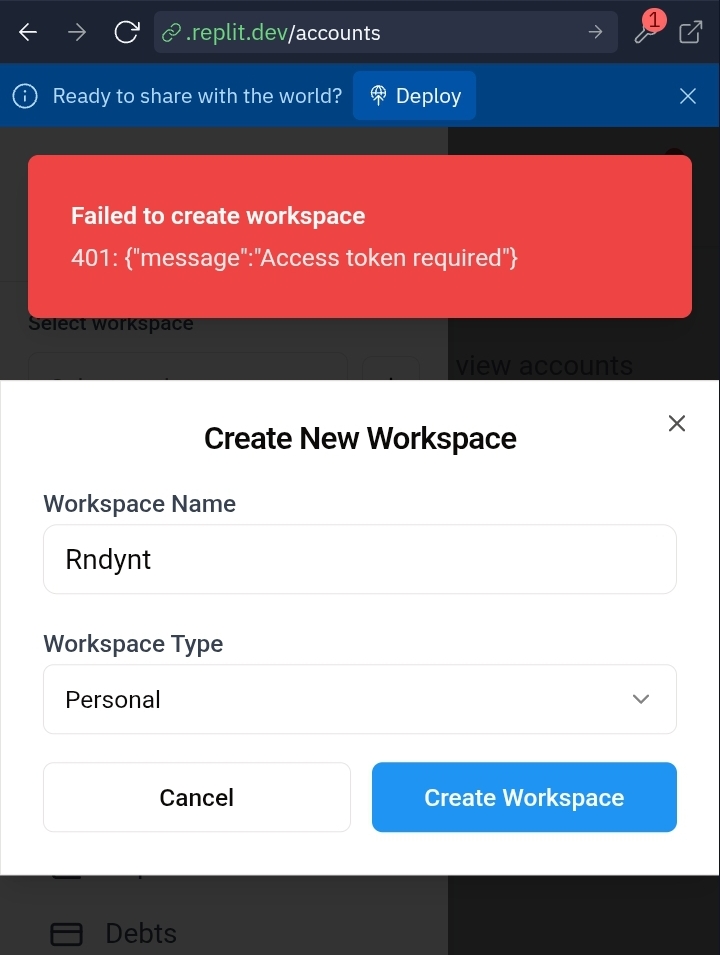 .replit.dev/accounts
1
Ready to share with the world?
Deploy
Failed to create workspace
401: {"message":"Access token required"}
Select workspace
view accounts
Create New Workspace
Workspace Name
Rndynt
Workspace Type
Personal
Cancel
Create Workspace
Debts